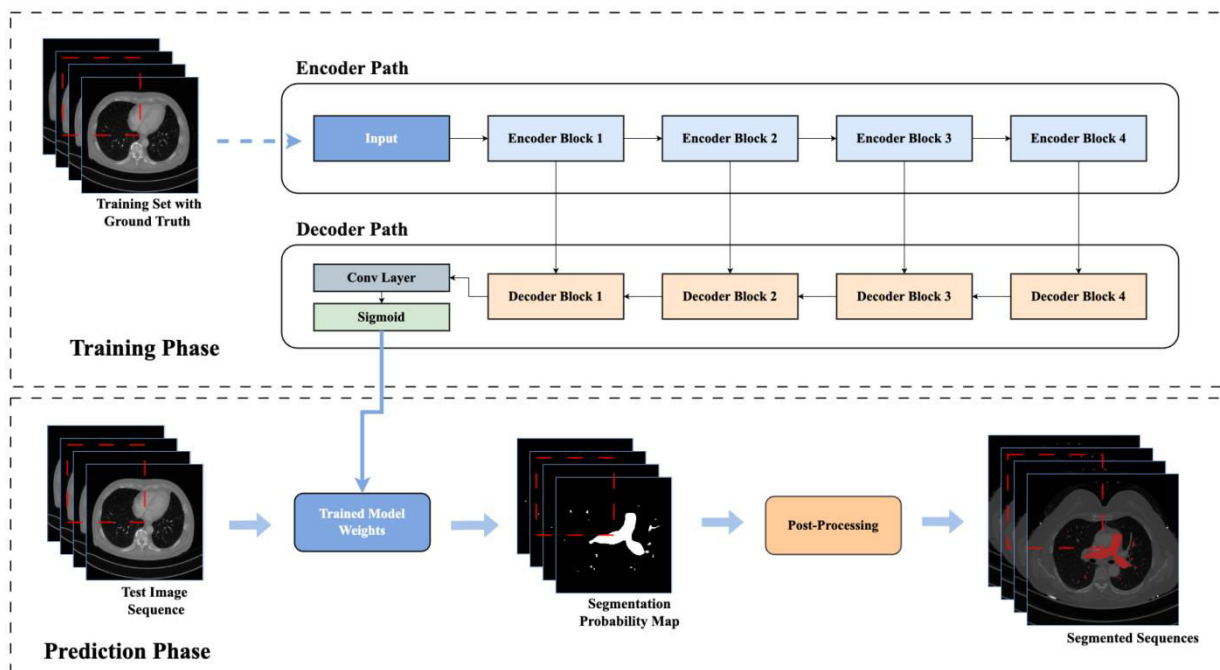 Encoder Path
Input
Encoder Block 1
Encoder Block 2
Encoder Block 3
Encoder Block 4
Training Set with
Ground Truth
Decoder Path
Conv Layer
Sigmoid
Decoder Block 1
Decoder Block 2
Decoder Block 3
Decoder Block 4
Training Phase
Test Image
Sequence
Trained Model
Weights
Segmentation
Probability Map
Post-Processing
Segmented Sequences
Prediction Phase